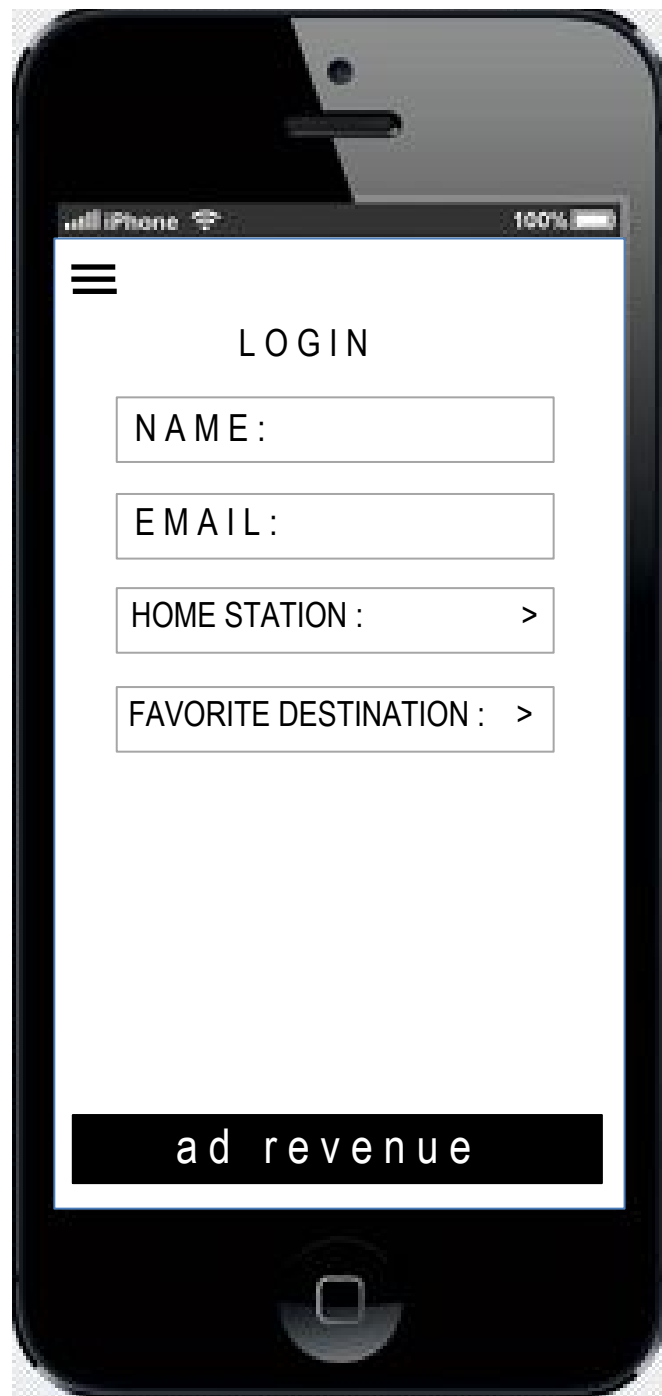 iPhone 100%
LOGIN
NAME:
EMAIL:
HOME STATION : >
FAVORITE DESTINATION : >
ad revenue